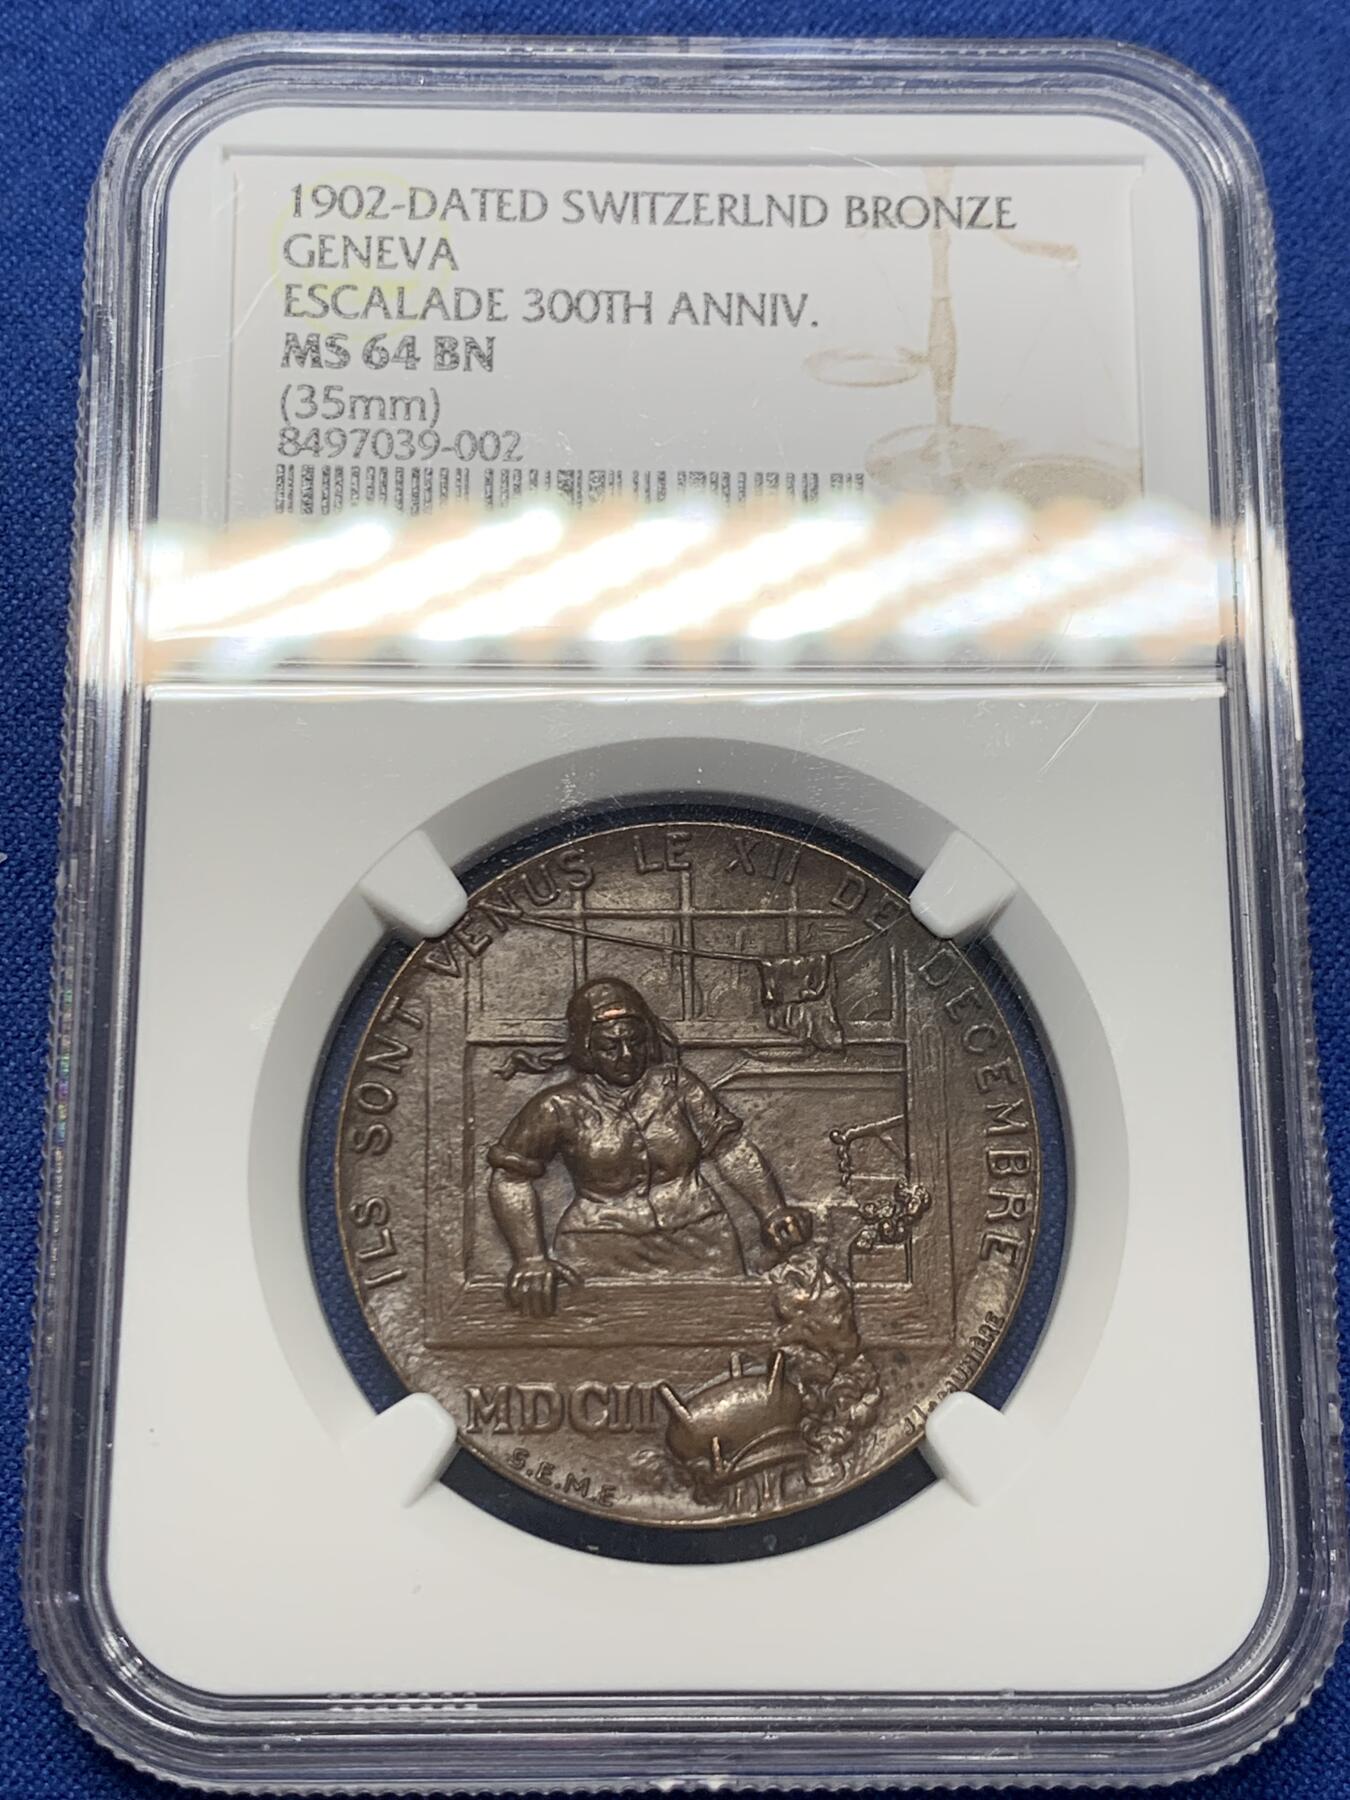 1902-DATED SWITZERLND BRONZE
GENEVA
ESCALADE 300TH ANNIV.
MS 64 BN
(35mm)
8497039-002
ILS SONT VENUS LE XII DE DECEMBRE
MDCII
S.E.M.E